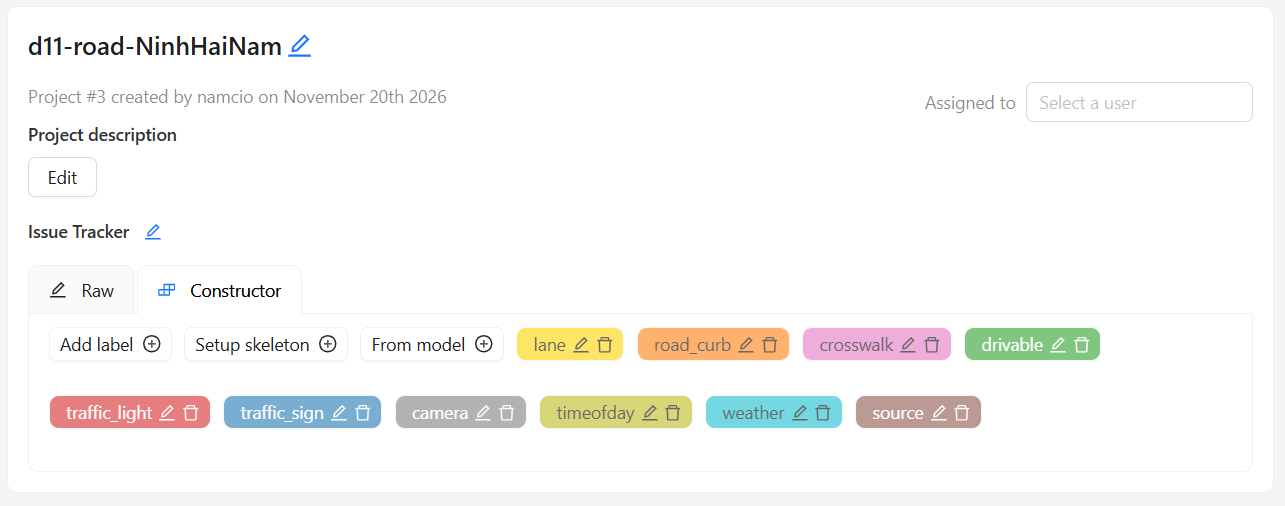 d11-road-NinhHaiNam
Project #3 created by namcio on November 20th 2026
Assigned to Select a user
Project description
Edit
Issue Tracker
Raw Constructor
Add label Setup skeleton From model lane road_curb crosswalk drivable
traffic_light traffic_sign camera timeofday weather source